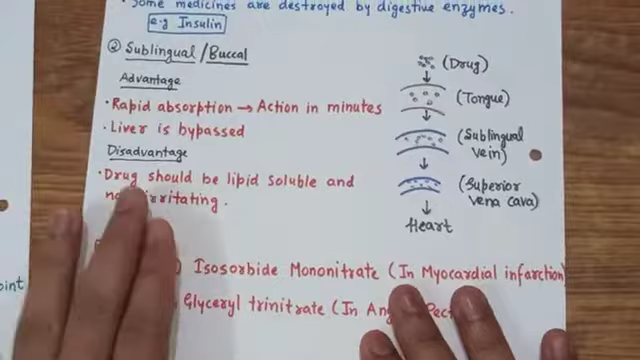 • Some medicines are destroyed by digestive enzymes.
e.g Insulin
② Sublingual/Buccal
Advantage
• Rapid absorption → Action in minutes
• Liver is bypassed
Disadvantage
• Drug should be lipid soluble and
irritating.
(Drug)
(Tongue)
(Sublingual
vein)
(Superior
vena cava)
Heart
Isosorbide Mononitrate (In Myocardial infarction)
Glyceryl trinitrate (In
oint